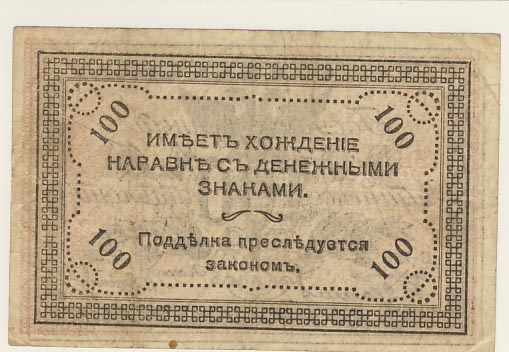 100 100
ИМѢЕТЪ ХОЖДЕНІЕ
НАРАВНѢ СЪ ДЕНЕЖНЫМИ
ЗНАКАМИ.
Поддѣлка преслѣдуется
закономъ.
100 100